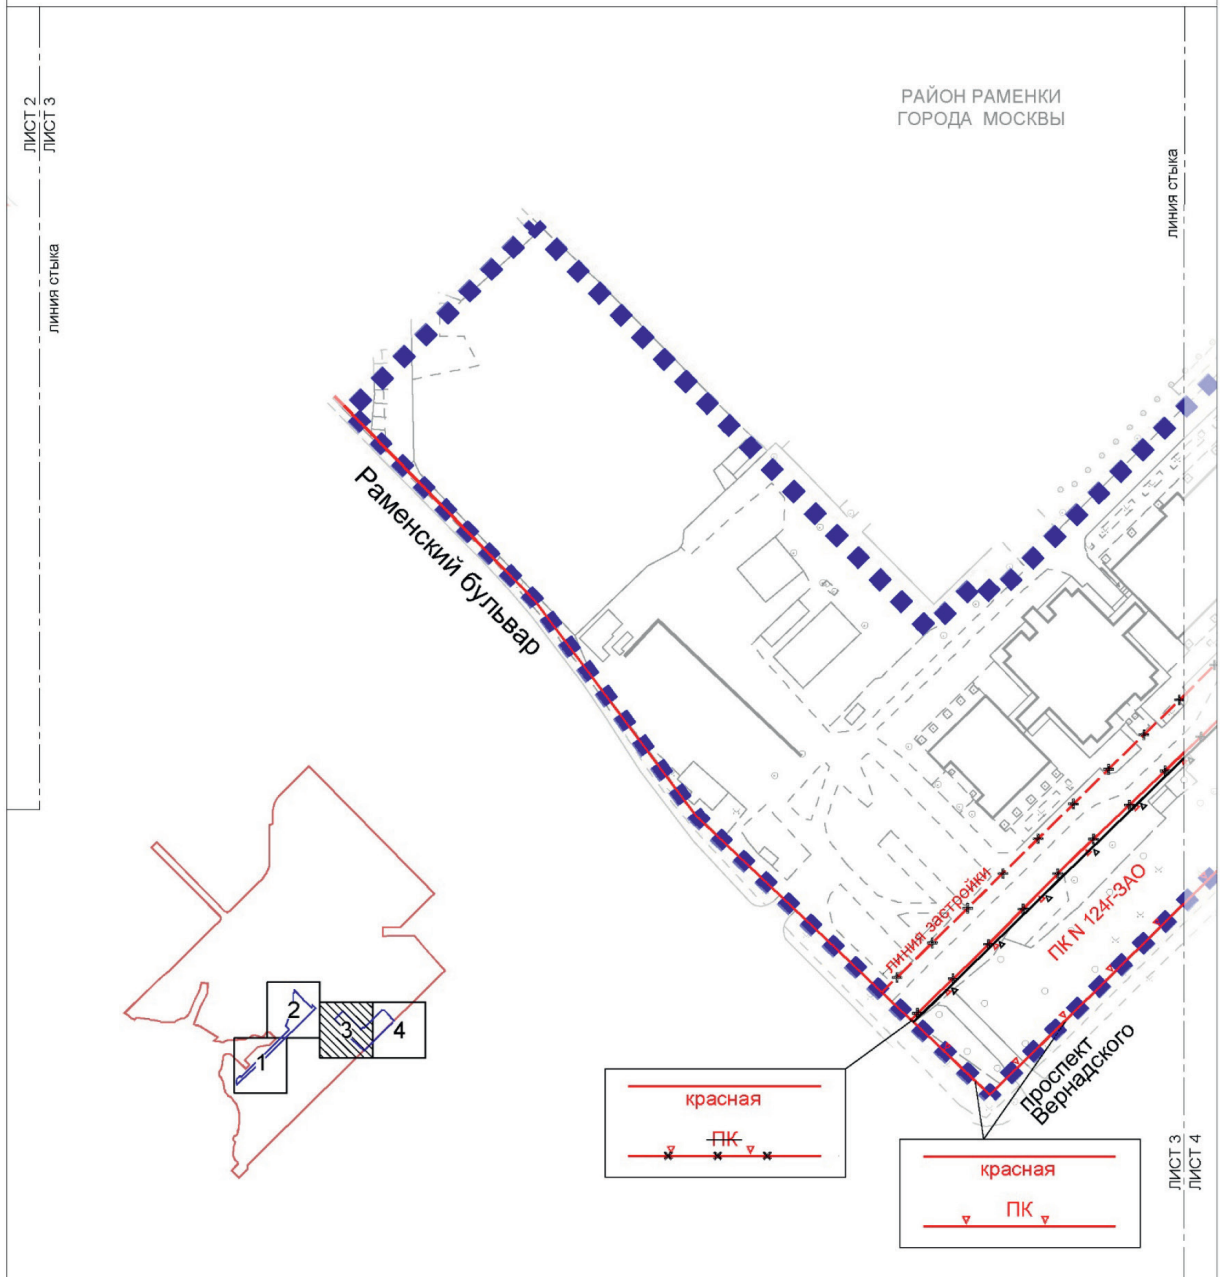 РАЙОН РАМЕНКИ
ГОРОДА МОСКВЫ
ЛИСТ 2
ЛИСТ 3
линия стыка
линия стыка
Раменский бульвар
линия застройки
ПК N 124г-ЗАО
проспект
Вернадского
1
2
3
4
красная
ПК
красная
ПК
ЛИСТ 3
ЛИСТ 4